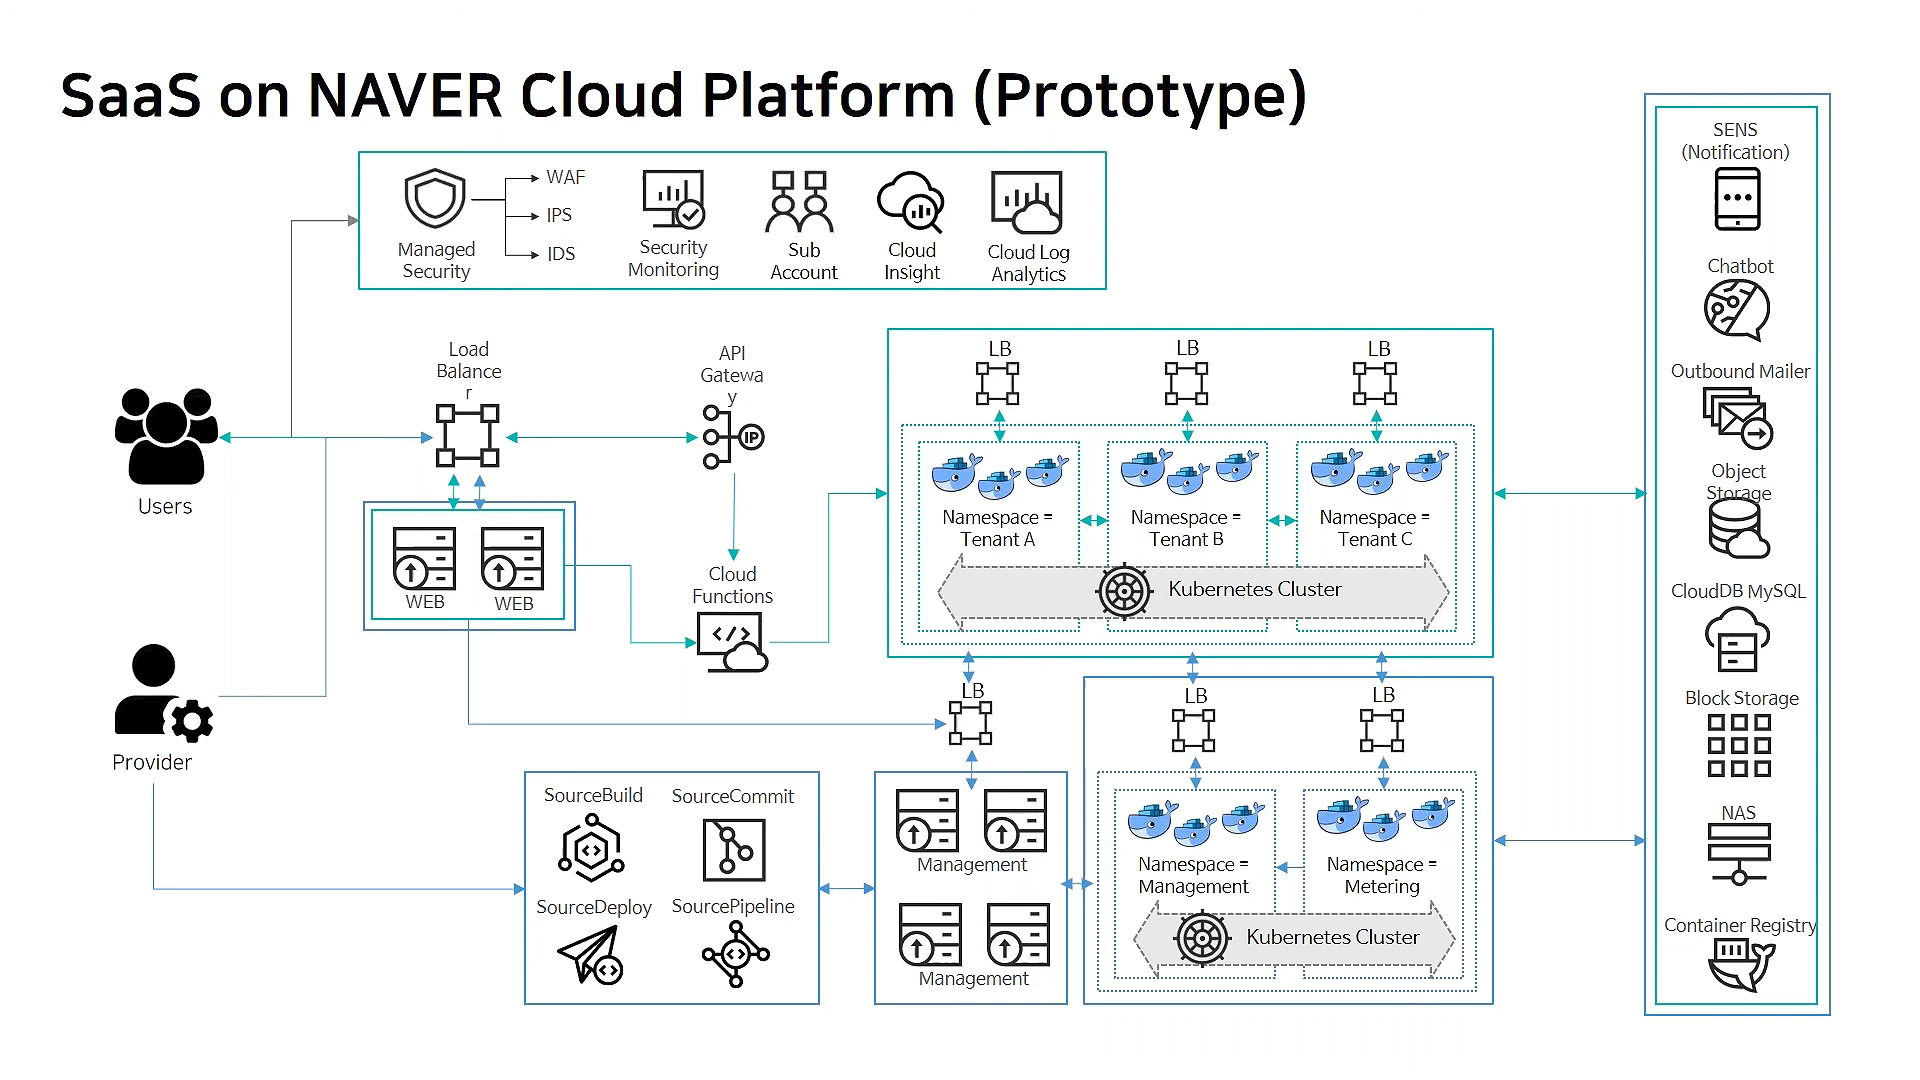 SaaS on NAVER Cloud Platform (Prototype)
WAF
IPS
IDS
Managed
Security
Security
Monitoring
Sub
Account
Cloud
Insight
Cloud Log
Analytics
Users
Provider
Load
Balance
r
API
Gatewa
y
IP
WEB
WEB
Cloud
Functions
LB
LB
LB
Namespace =
Tenant A
Namespace =
Tenant B
Namespace =
Tenant C
Kubernetes Cluster
LB
LB
LB
SourceBuild
SourceCommit
SourceDeploy
SourcePipeline
Management
Management
Namespace =
Management
Namespace =
Metering
Kubernetes Cluster
SENS
(Notification)
Chatbot
Outbound Mailer
Object
Storage
CloudDB MySQL
Block Storage
NAS
Container Registry